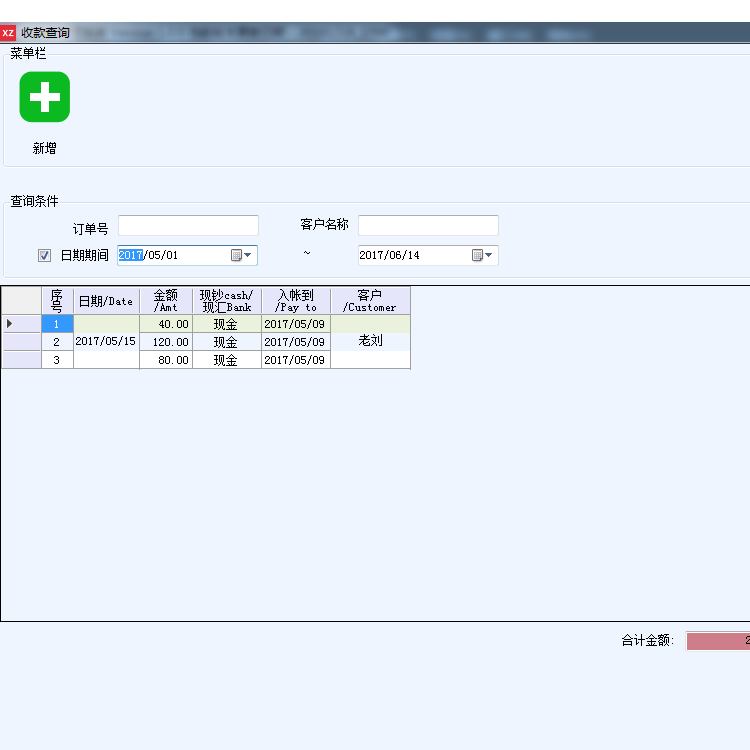 XZ 收款查询
菜单栏
新增
查询条件
订单号 客户名称
日期期间 2017/05/01 ~ 2017/06/14
序号 日期/Date 金额/Amt 现钞cash/现汇Bank 入帐到/Pay to 客户/Customer
1 40.00 现金 2017/05/09
2 2017/05/15 120.00 现金 2017/05/09 老刘
3 80.00 现金 2017/05/09
合计金额: 2